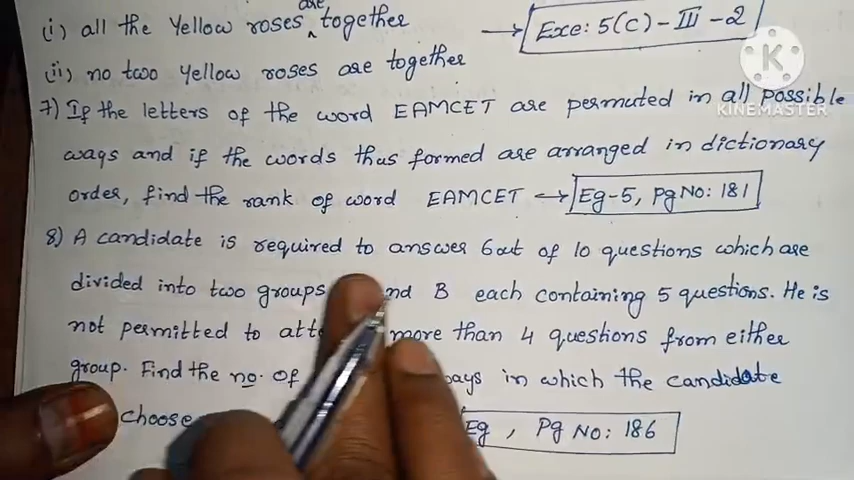 (i) all the Yellow roses are together
→ Exe: 5(C)-III-2
(ii) no two Yellow roses are together
K
KINEMASTER
7) If the letters of the word EAMCET are permuted in all possible
ways and if the words thus formed are arranged in dictionary
order, find the rank of word EAMCET ↔ Eg-5, Pg No: 181
8) A candidate is required to answer 6 out of 10 questions which are
divided into two groups nd B each containing 5 questions. He is
not permitted to atte more than 4 questions from either
group. Find the no. of ways in which the candidate
choose
Eg , Pg No: 186